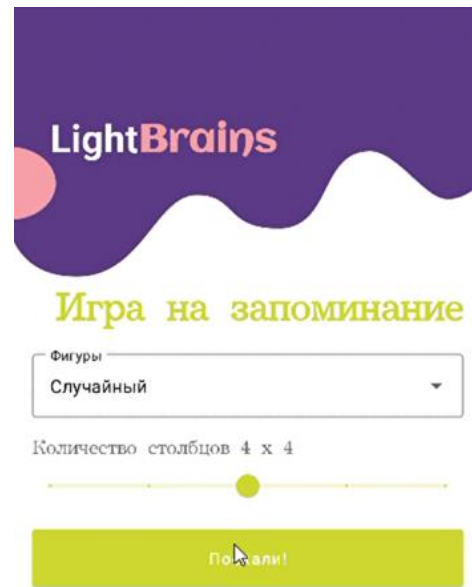 LightBrains
Игра на запоминание
Фигуры
Случайный
Количество столбцов 4 x 4